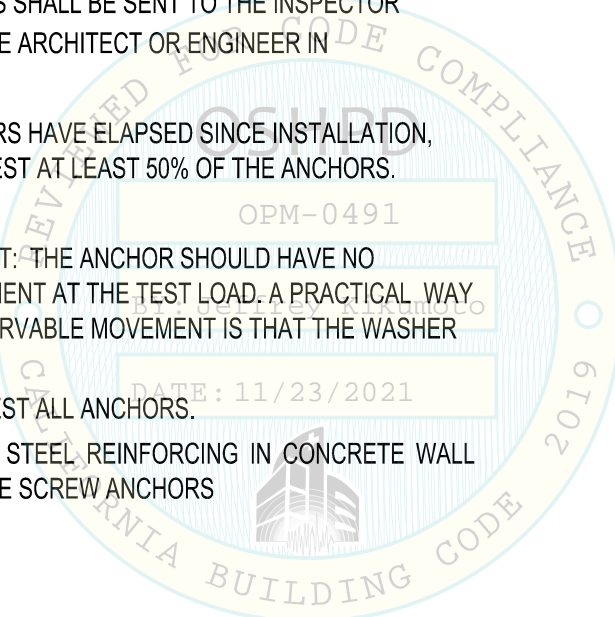 S SHALL BE SENT TO THE INSPECTOR
E ARCHITECT OR ENGINEER IN
RS HAVE ELAPSED SINCE INSTALLATION,
EST AT LEAST 50% OF THE ANCHORS.
T: THE ANCHOR SHOULD HAVE NO
MENT AT THE TEST LOAD. A PRACTICAL WAY
RVABLE MOVEMENT IS THAT THE WASHER
EST ALL ANCHORS.
STEEL REINFORCING IN CONCRETE WALL
E SCREW ANCHORS
REVIEWED FOR CODE COMPLIANCE
OSHPD
OPM-0491
BY: Jeffrey Kikumoto
DATE: 11/23/2021
CALIFORNIA BUILDING CODE 2019